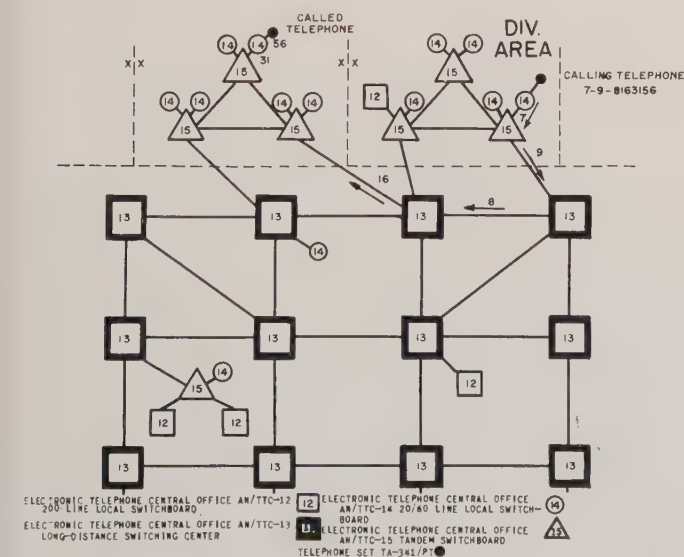 CALLED
TELEPHONE
14 14 56
31
15
DIV.
AREA
14 14
15
X X
X X
CALLING TELEPHONE
7-9-8163156
14 14
15
14 14
15
12
14
15
14 14
15
7
9
16
8
13 13 13 13
14
13 13 13 13
14
15
12 12
12
13 13 13 13
ELECTRONIC TELEPHONE CENTRAL OFFICE AN/TTC-12
200-LINE LOCAL SWITCHBOARD
12
ELECTRONIC TELEPHONE CENTRAL OFFICE AN/TTC-13
LONG-DISTANCE SWITCHING CENTER
ELECTRONIC TELEPHONE CENTRAL OFFICE
AN/TTC-14 20/60 LINE LOCAL SWITCH-
BOARD
14
ELECTRONIC TELEPHONE CENTRAL OFFICE
AN/TTC-15 TANDEM SWITCHBOARD
15
TELEPHONE SET TA-341/PT